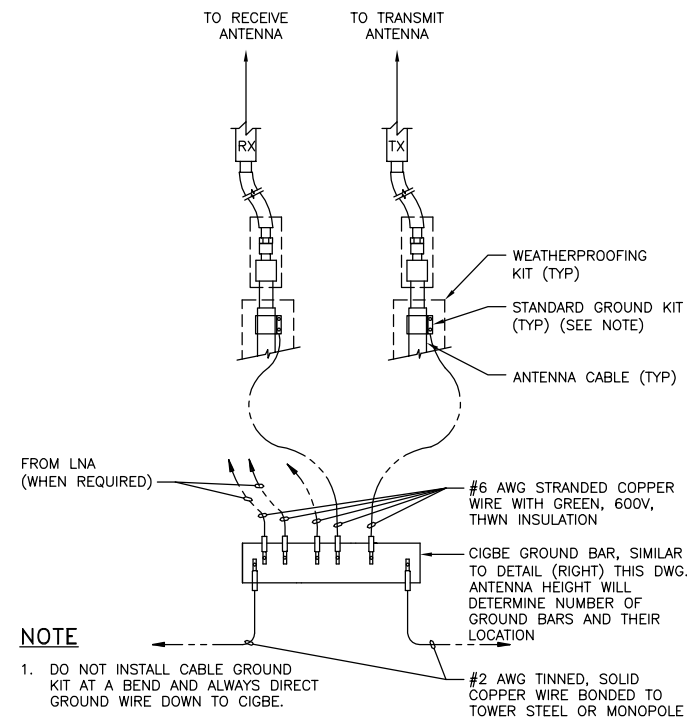 TO RECEIVE
ANTENNA
TO TRANSMIT
ANTENNA
RX
TX
WEATHERPROOFING
KIT (TYP)
STANDARD GROUND KIT
(TYP) (SEE NOTE)
ANTENNA CABLE (TYP)
FROM LNA
(WHEN REQUIRED)
#6 AWG STRANDED COPPER
WIRE WITH GREEN, 600V,
THWN INSULATION
CIGBE GROUND BAR, SIMILAR
TO DETAIL (RIGHT) THIS DWG.
ANTENNA HEIGHT WILL
DETERMINE NUMBER OF
GROUND BARS AND THEIR
LOCATION
NOTE
1. DO NOT INSTALL CABLE GROUND
KIT AT A BEND AND ALWAYS DIRECT
GROUND WIRE DOWN TO CIGBE.
#2 AWG TINNED, SOLID
COPPER WIRE BONDED TO
TOWER STEEL OR MONOPOLE